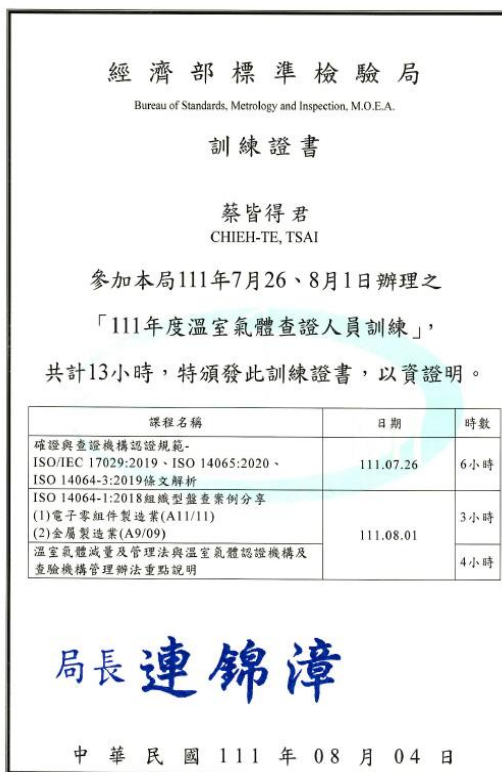 經濟部標準檢驗局
Bureau of Standards, Metrology and Inspection, M.O.E.A.
訓練證書
蔡皆得 君
CHIEH-TE, TSAI
參加本局111年7月26、8月1日辦理之
「111年度溫室氣體查證人員訓練」,
共計13小時,特頒發此訓練證書,以資證明。
課程名稱 日期 時數
確證與查證機構認證規範-
ISO/IEC 17029:2019、ISO 14065:2020、
ISO 14064-3:2019條文解析
111.07.26 6小時
ISO 14064-1:2018組織型盤查案例分享
(1)電子零組件製造業(A11/11)
(2)金屬製造業(A9/09)
111.08.01 3小時
溫室氣體減量及管理法與溫室氣體認證機構及
查驗機構管理辦法重點說明
4小時
局長 連錦漳
中華民國 111 年 08 月 04 日